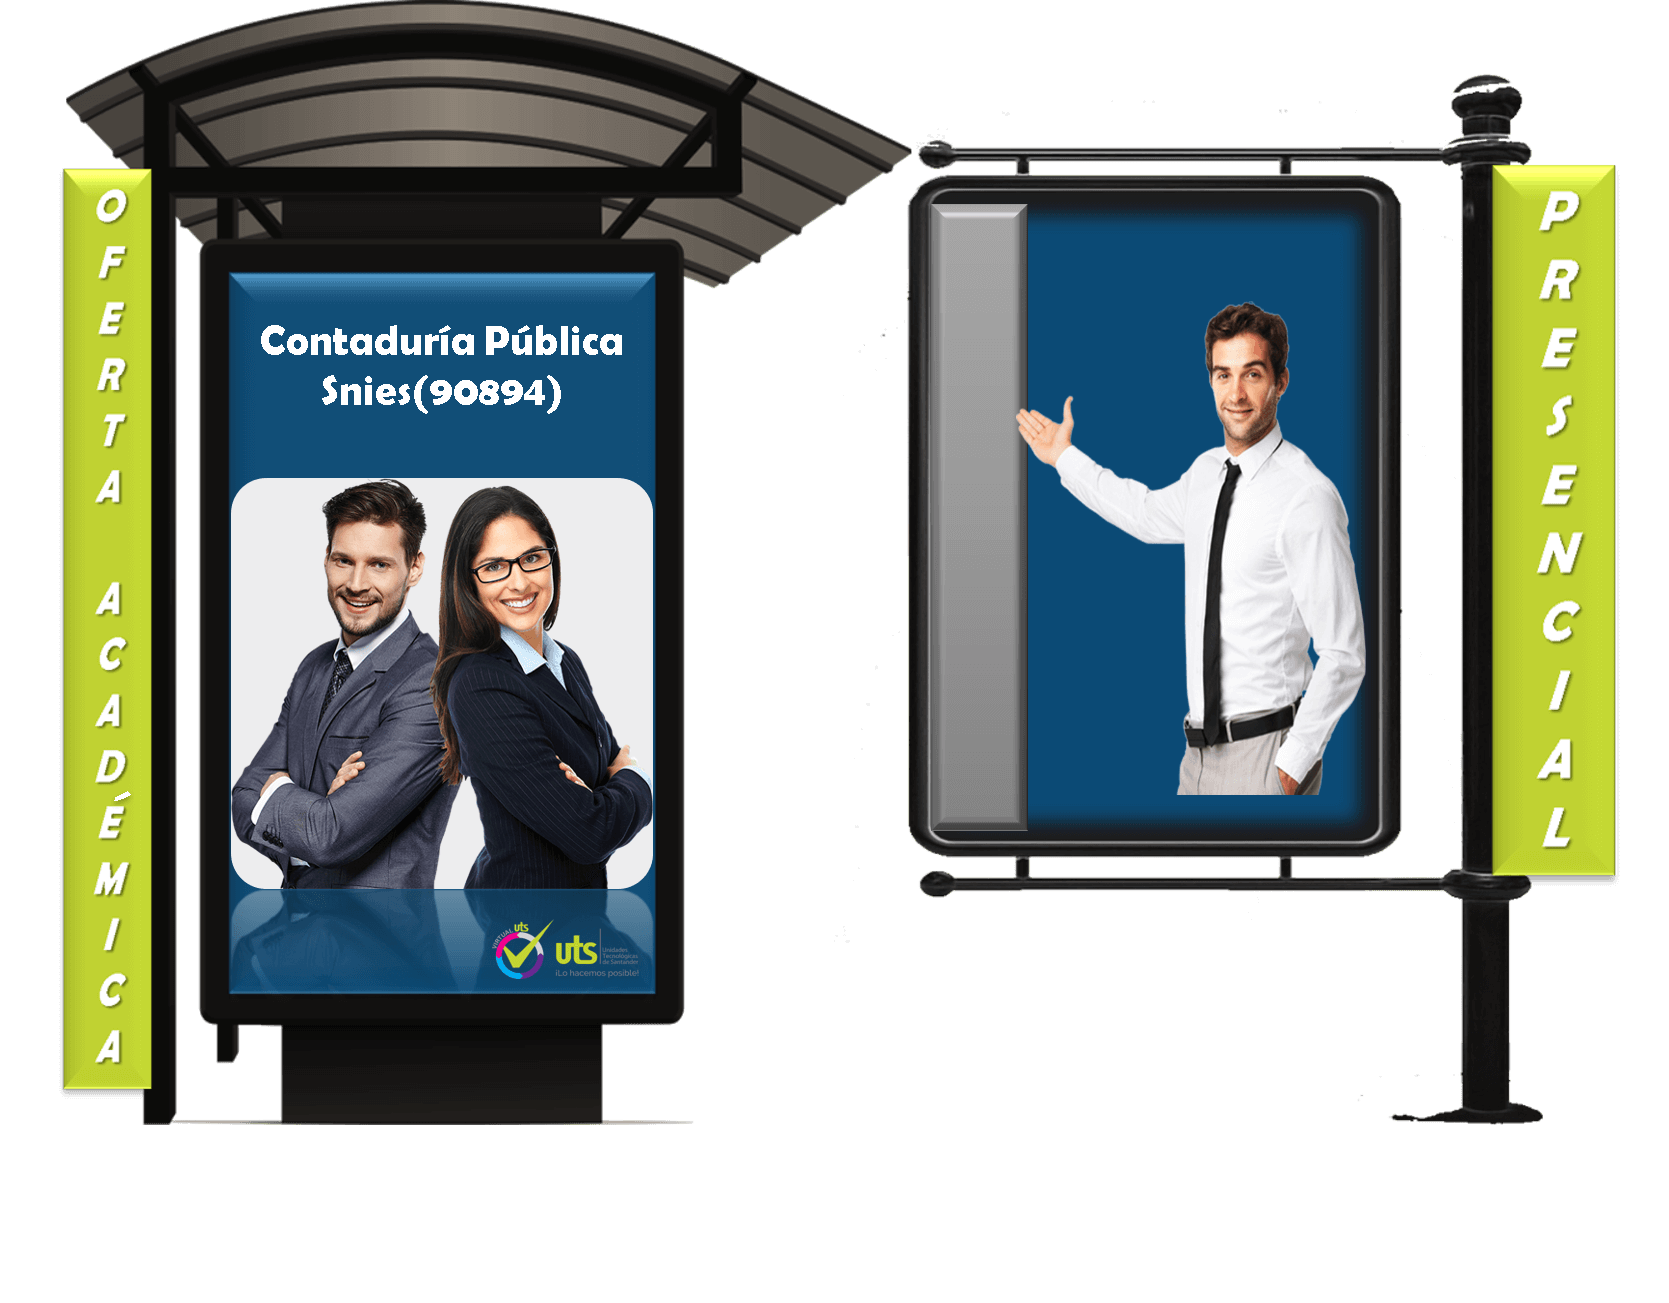 OFERTA ACADÉMICA
Contaduría Pública
Snies(90894)
VIRTUAL uts
uts
Unidades
Tecnológicas
de Santander
¡Lo hacemos posible!
PRESENCIAL